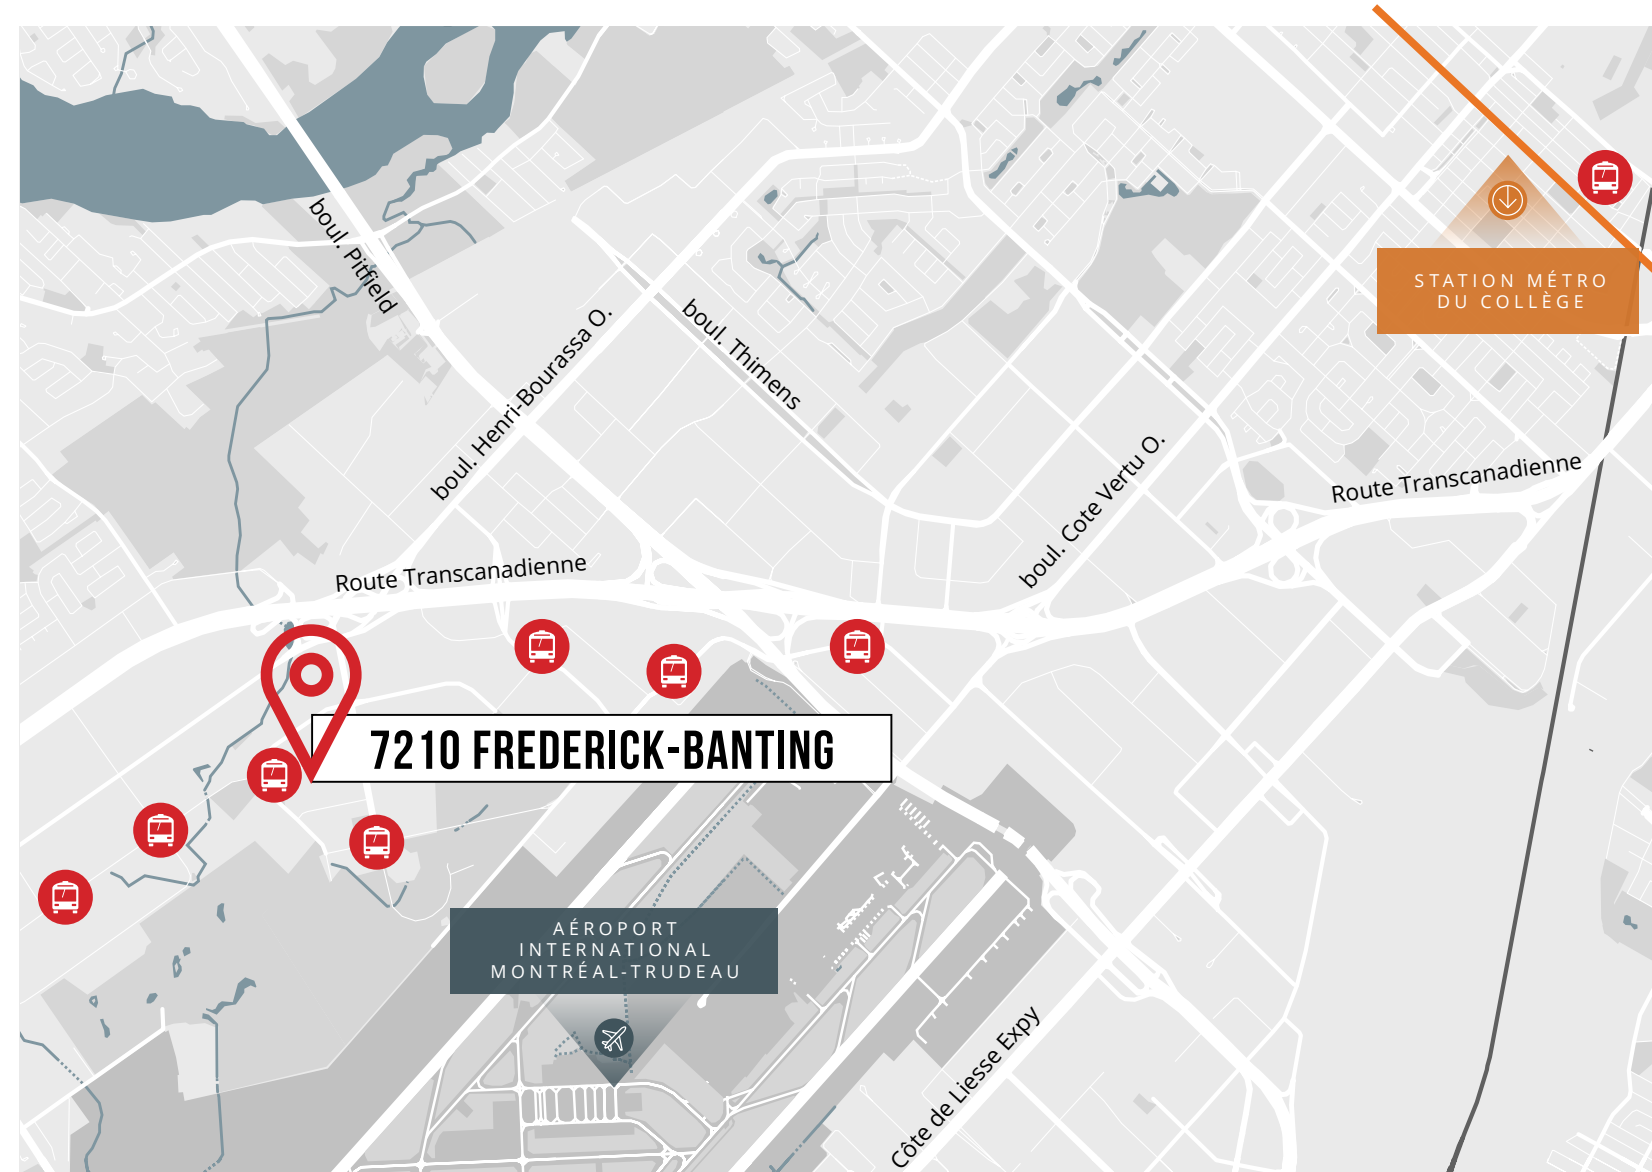 boul. Pitfield
STATION MÉTRO
DU COLLÈGE
boul. Henri-Bourassa O.
boul. Thimens
boul. Cote Vertu O.
Route Transcanadienne
Route Transcanadienne
7210 FREDERICK-BANTING
AÉROPORT
INTERNATIONAL
MONTRÉAL-TRUDEAU
Côte de Liesse Expy